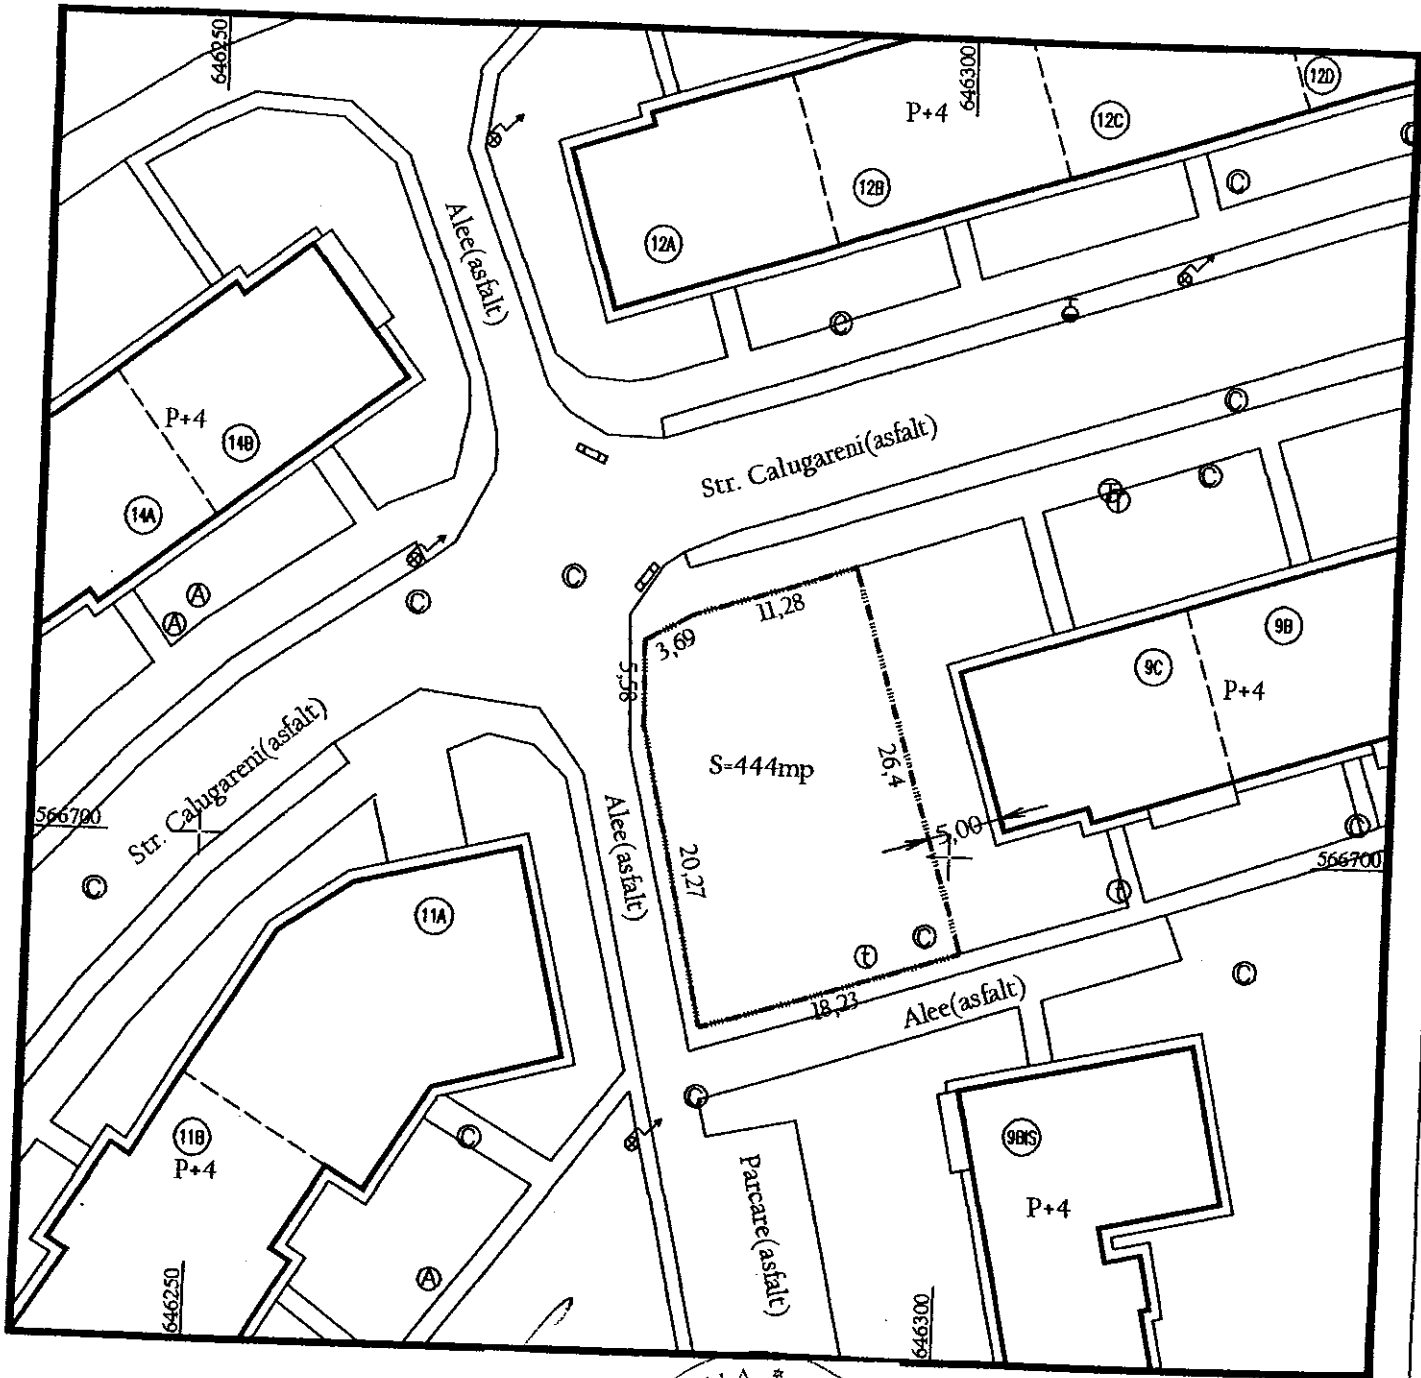 646250
646300
12D
P+4
12C
12B
12A
Alee(asfalt)
C
C
C
P+4
14B
14A
Str. Calugareni(asfalt)
C
C
A
A
C
C
11,28
3,69
5,58
9B
9C
P+4
S=444mp
26,4
5,00
Str. Calugareni(asfalt)
566700
566700
Alee(asfalt)
20,27
C
11A
t
C
t
C
18,23
Alee(asfalt)
C
C
11B
P+4
C
9BIS
P+4
Parcare(asfalt)
A
646250
646300